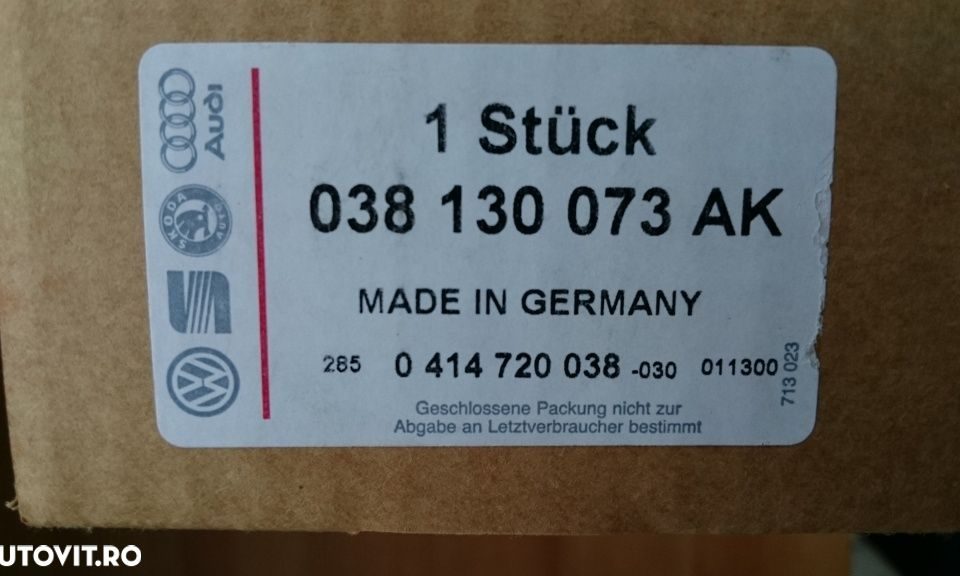 Audi
SKODA
1 Stück
038 130 073 AK
MADE IN GERMANY
285 0 414 720 038 -030 011300
713 023
Geschlossene Packung nicht zur
Abgabe an Letztverbraucher bestimmt
UTOVIT.RO